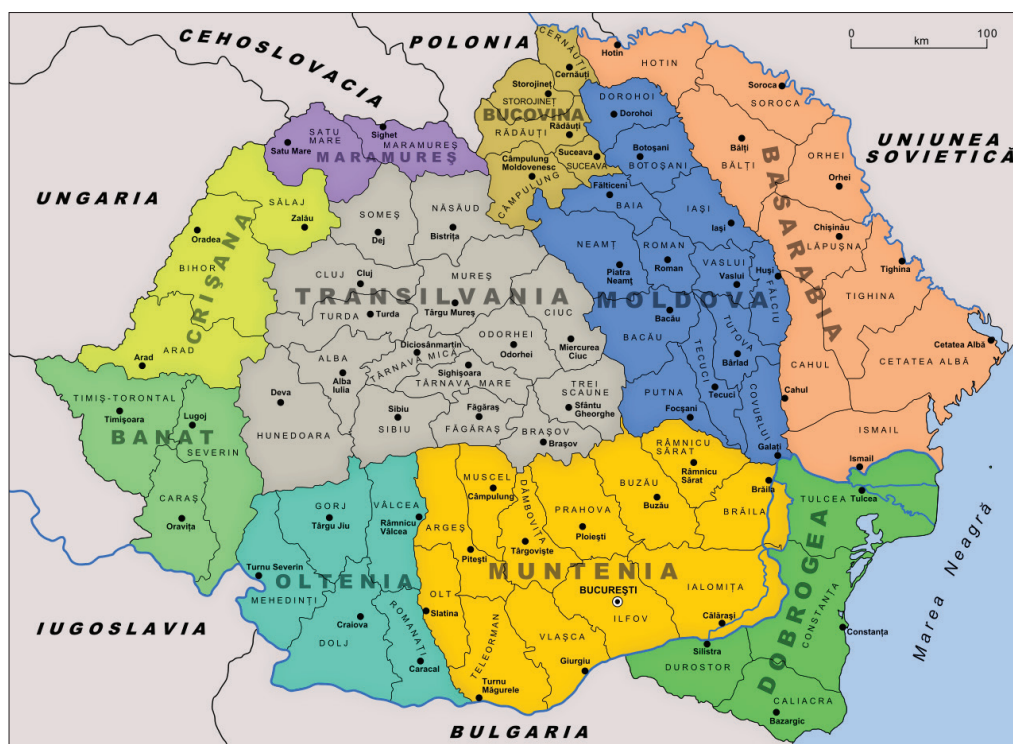 CEHOSLOVACIA
POLONIA
UNIUNEA
SOVIETICĂ
UNGARIA
IUGOSLAVIA
BULGARIA
Marea Neagră
0 100
km
MARAMUREȘ
SATU
MARE
Satu Mare
Sighet
MARAMUREȘ
BUCOVINA
CERNĂUȚI
Cernăuți
Storojineț
STOROJINEȚ
RĂDĂUȚI
Rădăuți
Suceava
SUCEAVA
Câmpulung
Moldovenesc
CÂMPULUNG
BASARABIA
Hotin
HOTIN
Soroca
SOROCA
Bălți
BĂLȚI
ORHEI
Orhei
Chișinău
LĂPUȘNA
Tighina
TIGHINA
Cetatea Albă
CETATEA ALBĂ
CAHUL
Cahul
ISMAIL
Ismail
MOLDOVA
DOROHOI
Dorohoi
Botoșani
BOTOȘANI
Fălticeni
BAIA
IAȘI
Iași
NEAMȚ
Piatra
Neamț
ROMAN
Roman
VASLUI
Vaslui
Huși
FĂLCIU
Bacău
BACĂU
TUTOVA
Bârlad
TECUCI
Tecuci
PUTNA
Focșani
COVURLUI
Galați
CRIȘANA
SĂLAJ
Zalău
Oradea
BIHOR
ARAD
Arad
TRANSILVANIA
SOMEȘ
Dej
NĂSĂUD
Bistrița
CLUJ
Cluj
MUREȘ
Târgu Mureș
TURDA
Turda
CIUC
Miercurea
Ciuc
ODORHEI
Odorhei
Diciosânmartin
TÂRNAVA MICĂ
ALBA
Alba
Iulia
Sighișoara
TÂRNAVA MARE
Deva
HUNEDOARA
Sibiu
SIBIU
Făgăraș
FĂGĂRAȘ
TREI
SCAUNE
Sfântu
Gheorghe
BRAȘOV
Brașov
BANAT
TIMIȘ-TORONTAL
Timișoara
Lugoj
SEVERIN
CARAȘ
Oravița
OLTENIA
GORJ
Târgu Jiu
VÂLCEA
Râmnicu
Vâlcea
Turnu Severin
MEHEDINȚI
Craiova
DOLJ
ROMANAȚI
Caracal
MUNTENIA
MUSCEL
Câmpulung
ARGEȘ
Pitești
DÂMBOVIȚA
Târgoviște
PRAHOVA
Ploiești
BUZĂU
Buzău
RÂMNICU
SĂRAT
Râmnicu
Sărat
Brăila
BRĂILA
OLT
Slatina
TELEORMAN
Turnu
Măgurele
VLAȘCA
Giurgiu
BUCUREȘTI
ILFOV
IALOMIȚA
Călărași
DOBROGEA
TULCEA
Tulcea
CONSTANȚA
Constanța
Silistra
DUROSTOR
CALIACRA
Bazargic